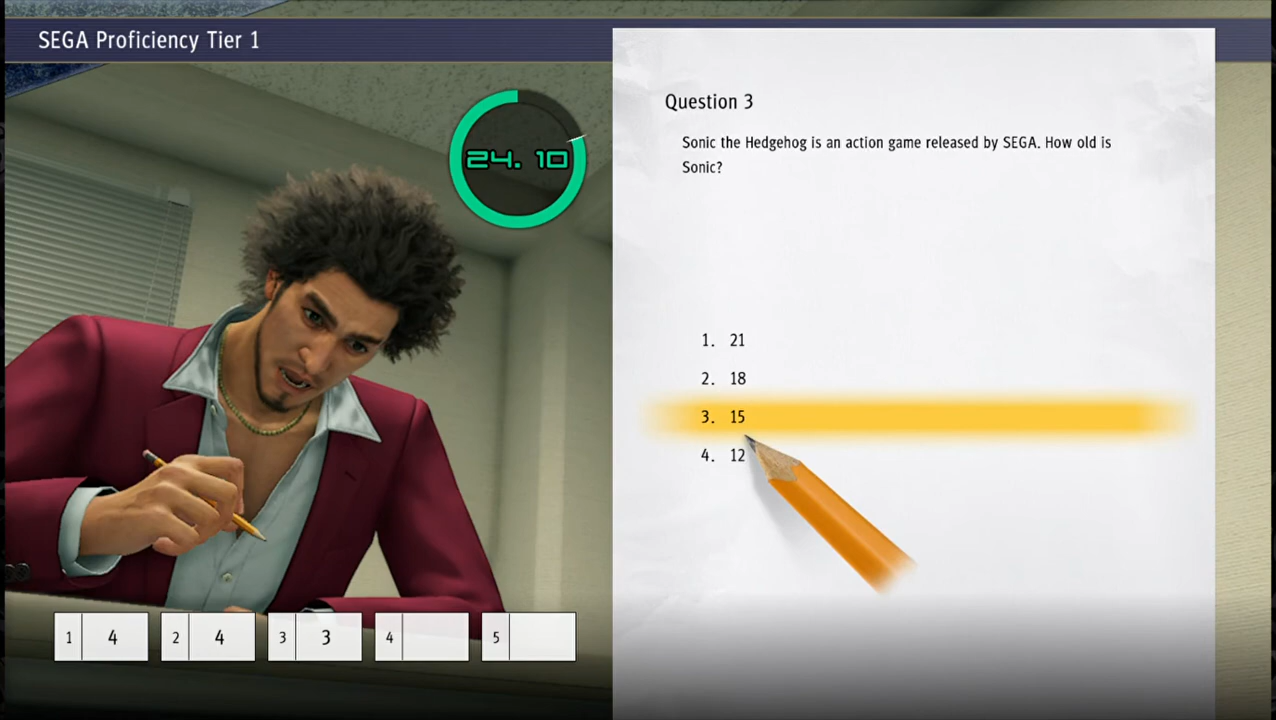 SEGA Proficiency Tier 1
24. 10
Question 3
Sonic the Hedgehog is an action game released by SEGA. How old is
Sonic?
1. 21
2. 18
3. 15
4. 12
1 4 2 4 3 3 4 5